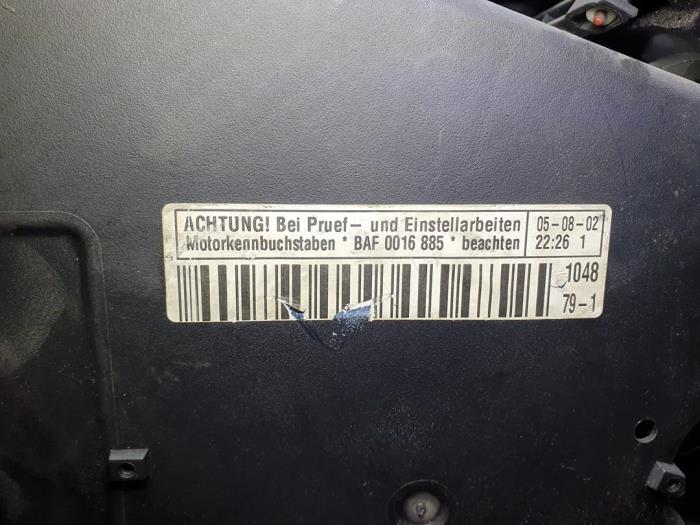 ACHTUNG! Bei Pruef- und Einstellarbeiten
Motorkennbuchstaben * BAF 0016 885 * beachten
05-08-02
22:26 1
1048
79-1